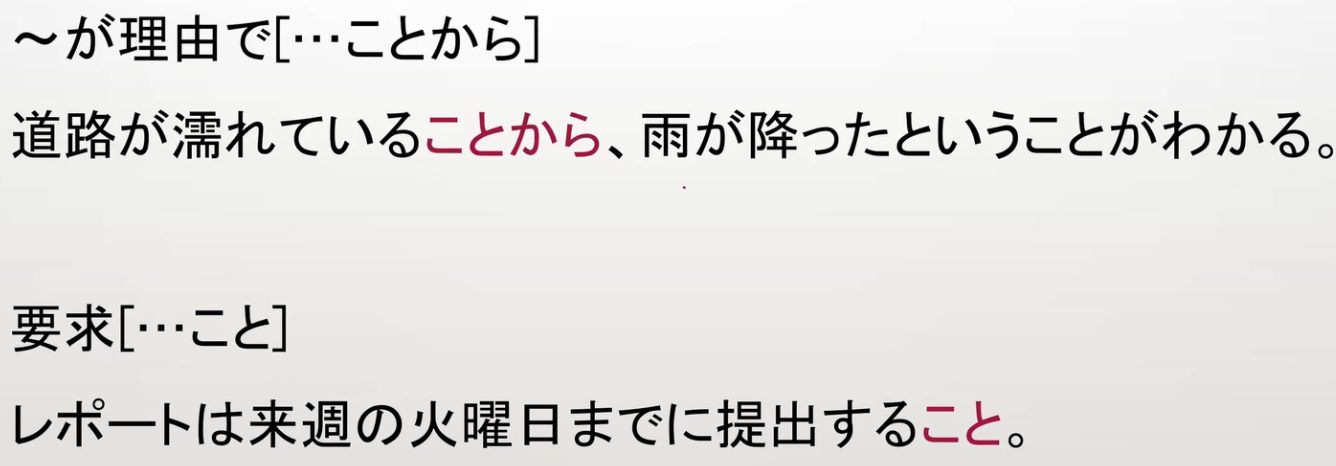 ～が理由で[…ことから]
道路が濡れていることから、雨が降ったということがわかる。
要求[…こと]
レポートは来週の火曜日までに提出すること。